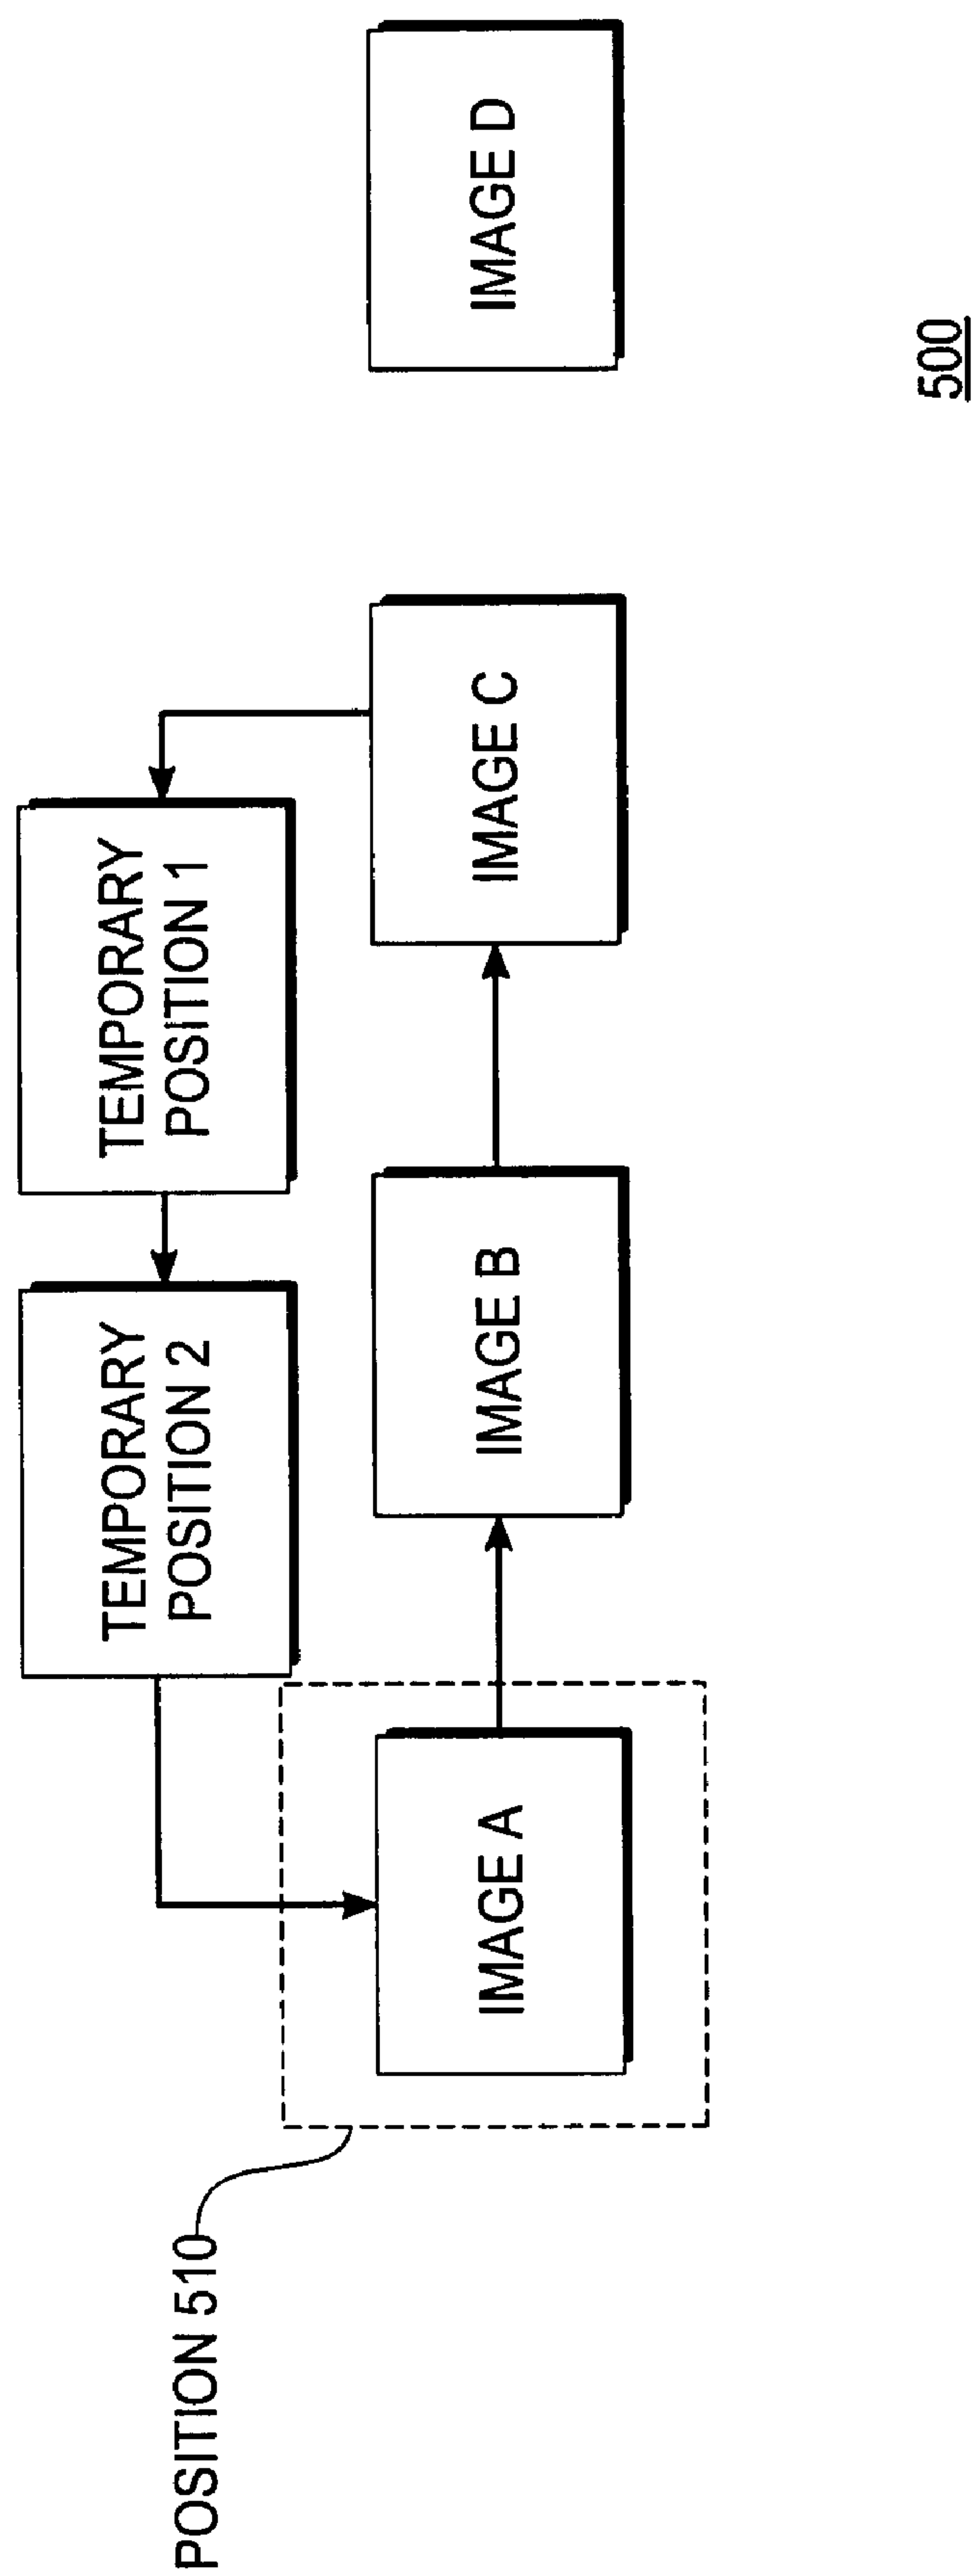 TEMPORARY
POSITION 2
TEMPORARY
POSITION 1
POSITION 510
IMAGE A
IMAGE B
IMAGE C
IMAGE D
500